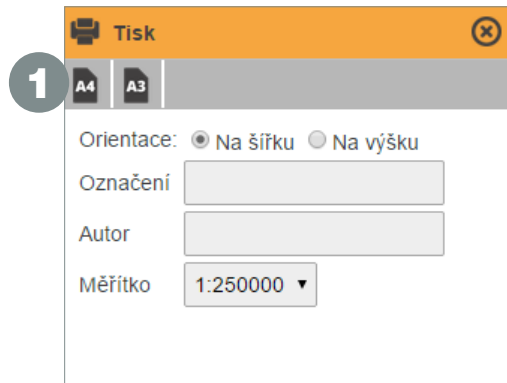 Tisk
1 A4 A3
Orientace: Na šířku Na výšku
Označení
Autor
Měřítko 1:250000